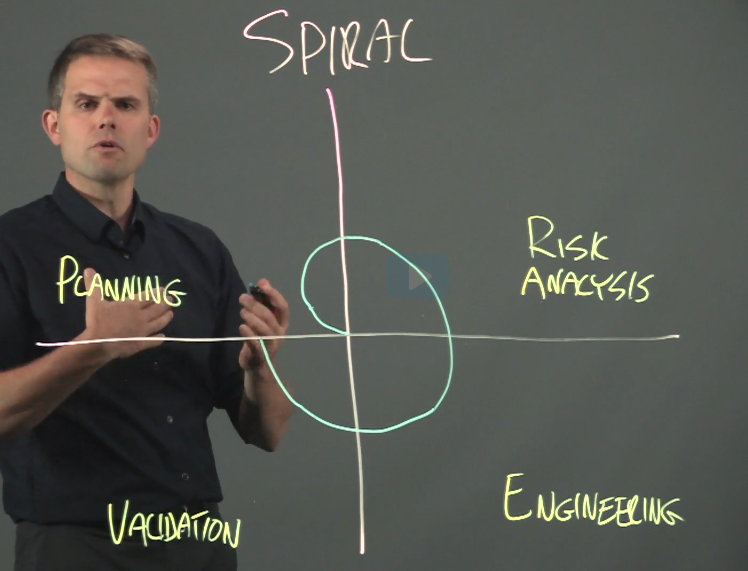 SPIRAL
PLANNING
RISK
ANALYSIS
VALIDATION
ENGINEERING